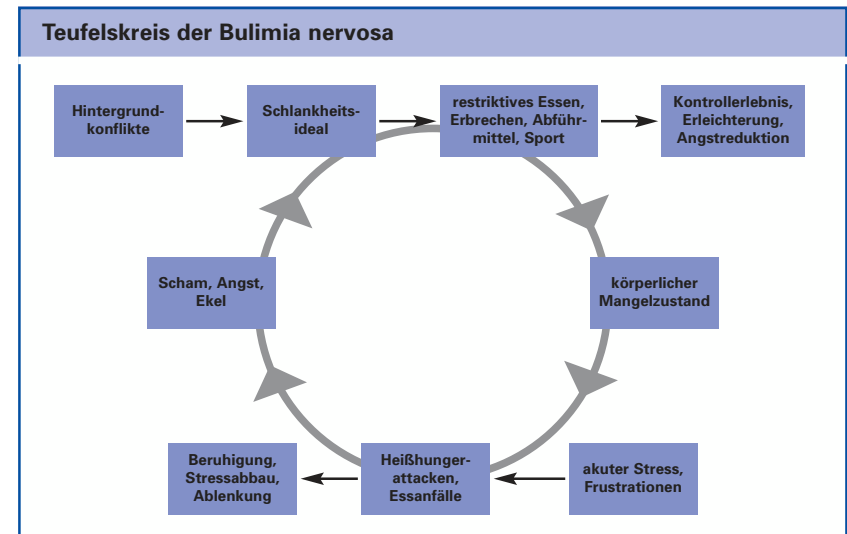 Teufelskreis der Bulimia nervosa
Hintergrund-
konflikte
Schlankheits-
ideal
restriktives Essen,
Erbrechen, Abführ-
mittel, Sport
Kontrollerlebnis,
Erleichterung,
Angstreduktion
Scham, Angst,
Ekel
körperlicher
Mangelzustand
Beruhigung,
Stressabbau,
Ablenkung
Heißhunger-
attacken,
Essanfälle
akuter Stress,
Frustrationen